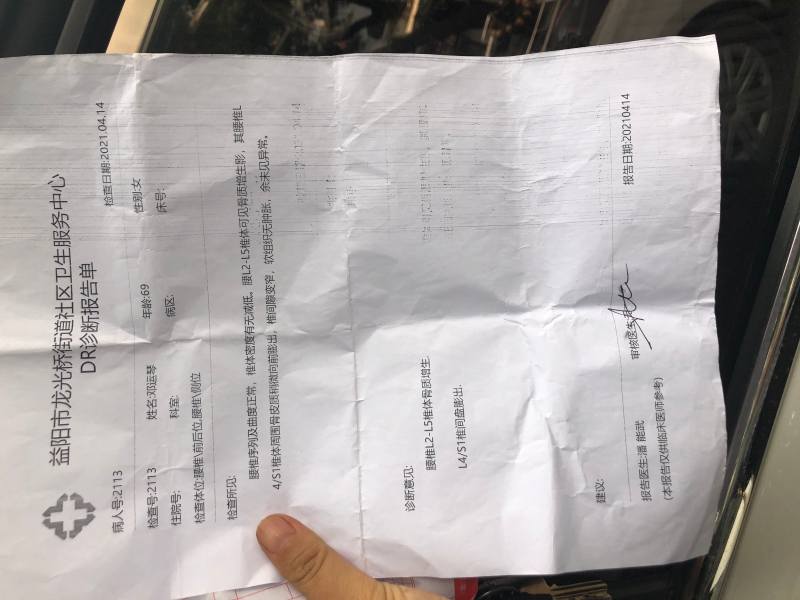 益阳市龙光桥街道社区卫生服务中心
DR诊断报告单
病人号:2113 检查日期:2021.04.14
检查号:2113 姓名:邓运琴 年龄:69 性别:女
住院号: 科室: 病区: 床号:
检查体位:腰椎\前后位,腰椎\侧位
检查所见:
腰椎序列及曲度正常，椎体密度有无减低。腰L2-L5椎体可见骨质增生影，其腰椎L
4/S1椎体周围骨皮质稍微向前膨出，椎间隙变窄，软组织无肿胀，余未见异常。
诊断意见:
腰椎L2-L5椎体骨质增生.
L4/S1椎间盘膨出.
建议:
报告医生:潘 能武 审核医生: 报告日期:20210414
(本报告仅供临床医师参考)